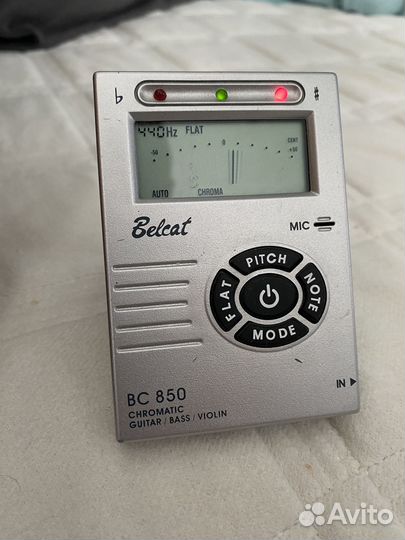 ♭ ♯
440Hz FLAT
-50 0 CENT +50
AUTO CHROMA
Belcat
MIC
PITCH
FLAT NOTE
MODE
IN
BC 850
CHROMATIC
GUITAR / BASS / VIOLIN
Avito